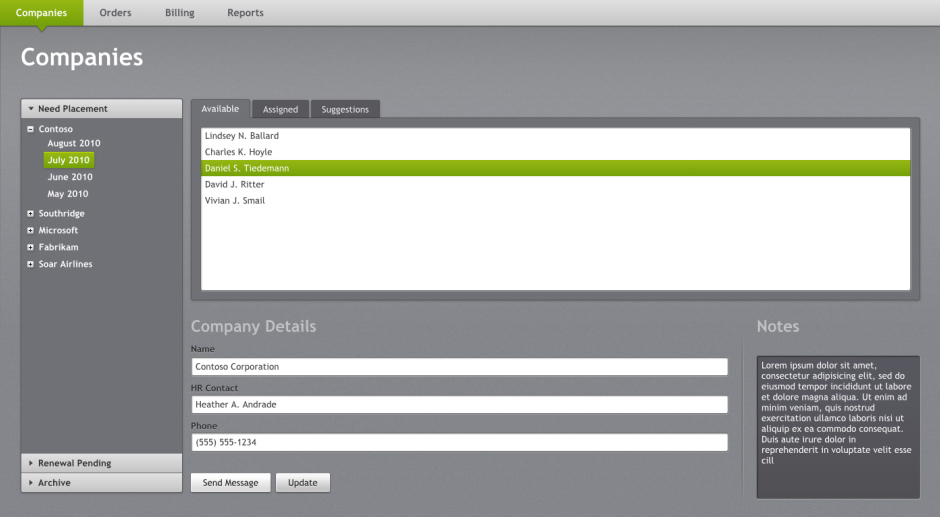 Companies
Orders
Billing
Reports
Companies
Need Placement
Contoso
August 2010
July 2010
June 2010
May 2010
Southridge
Microsoft
Fabrikam
Soar Airlines
Renewal Pending
Archive
Available
Assigned
Suggestions
Lindsey N. Ballard
Charles K. Hoyle
Daniel S. Tiedemann
David J. Ritter
Vivian J. Smail
Company Details
Name
Contoso Corporation
HR Contact
Heather A. Andrade
Phone
(555) 555-1234
Send Message
Update
Notes
Lorem ipsum dolor sit amet,
consectetur adipisicing elit, sed do
eiusmod tempor incididunt ut labore
et dolore magna aliqua. Ut enim ad
minim veniam, quis nostrud
exercitation ullamco laboris nisi ut
aliquip ex ea commodo consequat.
Duis aute irure dolor in
reprehenderit in voluptate velit esse
cill